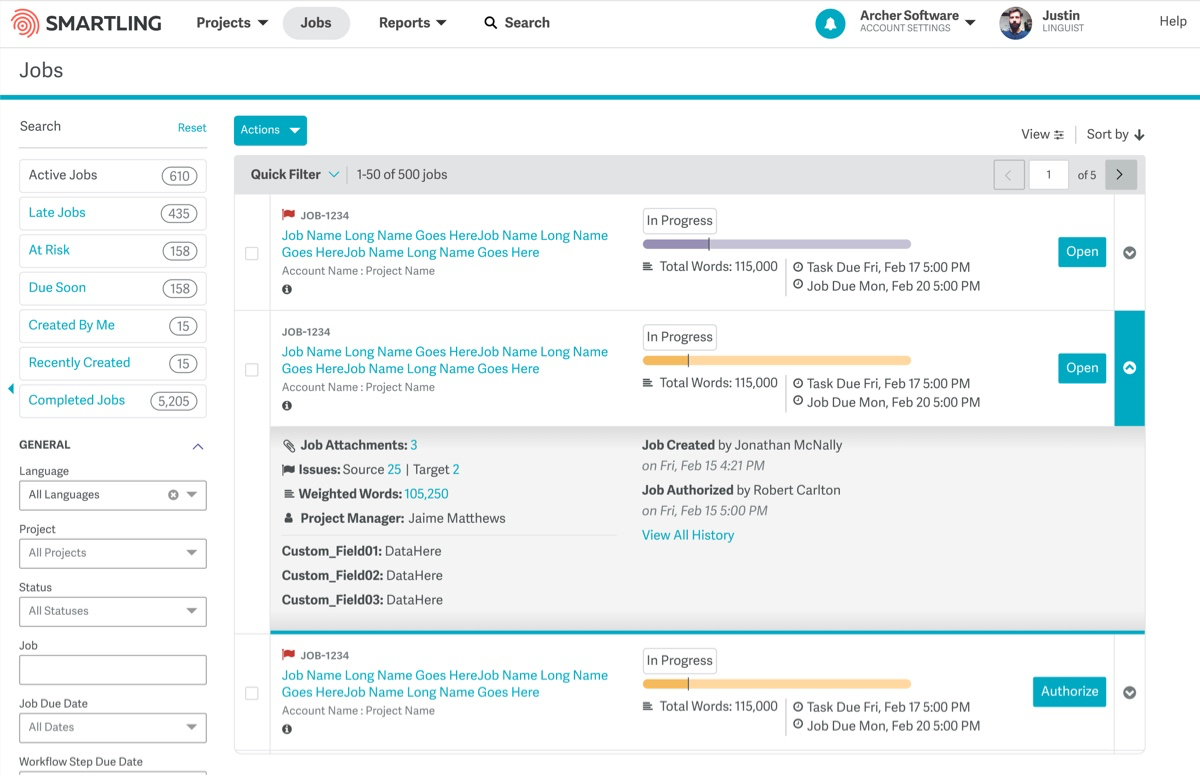 SMARTLING
Projects
Jobs
Reports
Search
Archer Software
ACCOUNT SETTINGS
Justin
LINGUIST
Help
Jobs
Search
Reset
Active Jobs 610
Late Jobs 435
At Risk 158
Due Soon 158
Created By Me 15
Recently Created 15
Completed Jobs 5,205
GENERAL
Language
All Languages
Project
All Projects
Status
All Statuses
Job
Job Due Date
All Dates
Workflow Step Due Date
Actions
View
Sort by
Quick Filter
1-50 of 500 jobs
1 of 5
JOB-1234
Job Name Long Name Goes HereJob Name Long Name
Goes HereJob Name Long Name Goes Here
Account Name : Project Name
In Progress
Total Words: 115,000
Task Due Fri, Feb 17 5:00 PM
Job Due Mon, Feb 20 5:00 PM
Open
JOB-1234
Job Name Long Name Goes HereJob Name Long Name
Goes HereJob Name Long Name Goes Here
Account Name : Project Name
In Progress
Total Words: 115,000
Task Due Fri, Feb 17 5:00 PM
Job Due Mon, Feb 20 5:00 PM
Open
Job Attachments: 3
Issues: Source 25 | Target 2
Weighted Words: 105,250
Project Manager: Jaime Matthews
Custom_Field01: DataHere
Custom_Field02: DataHere
Custom_Field03: DataHere
Job Created by Jonathan McNally
on Fri, Feb 15 4:21 PM
Job Authorized by Robert Carlton
on Fri, Feb 15 5:00 PM
View All History
JOB-1234
Job Name Long Name Goes HereJob Name Long Name
Goes HereJob Name Long Name Goes Here
Account Name : Project Name
In Progress
Total Words: 115,000
Task Due Fri, Feb 17 5:00 PM
Job Due Mon, Feb 20 5:00 PM
Authorize